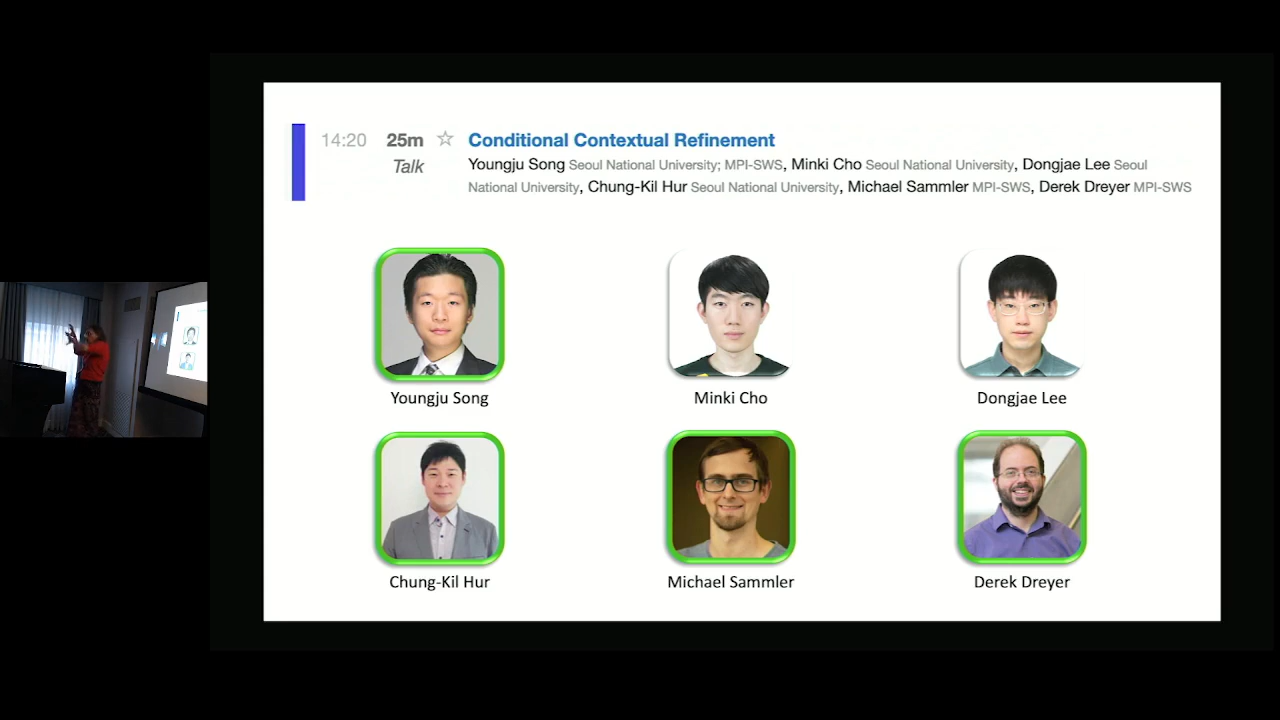 14:20 25m ☆ Conditional Contextual Refinement
Talk
Youngju Song Seoul National University; MPI-SWS, Minki Cho Seoul National University, Dongjae Lee Seoul
National University, Chung-Kil Hur Seoul National University, Michael Sammler MPI-SWS, Derek Dreyer MPI-SWS
Youngju Song
Minki Cho
Dongjae Lee
Chung-Kil Hur
Michael Sammler
Derek Dreyer